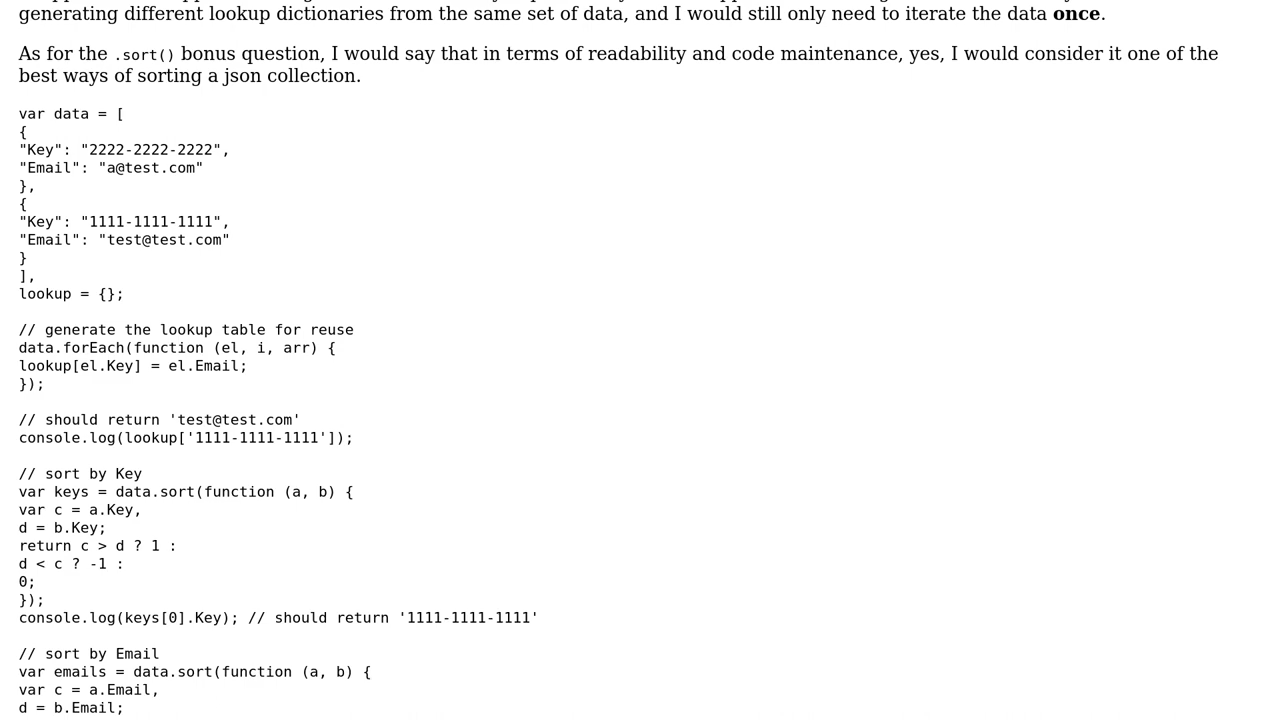 generating different lookup dictionaries from the same set of data, and I would still only need to iterate the data once.
As for the .sort() bonus question, I would say that in terms of readability and code maintenance, yes, I would consider it one of the
best ways of sorting a json collection.
var data = [
{
"Key": "2222-2222-2222",
"Email": "a@test.com"
},
{
"Key": "1111-1111-1111",
"Email": "test@test.com"
}
],
lookup = {};
// generate the lookup table for reuse
data.forEach(function (el, i, arr) {
lookup[el.Key] = el.Email;
});
// should return 'test@test.com'
console.log(lookup['1111-1111-1111']);
// sort by Key
var keys = data.sort(function (a, b) {
var c = a.Key,
d = b.Key;
return c > d ? 1 :
d < c ? -1 :
0;
});
console.log(keys[0].Key); // should return '1111-1111-1111'
// sort by Email
var emails = data.sort(function (a, b) {
var c = a.Email,
d = b.Email;